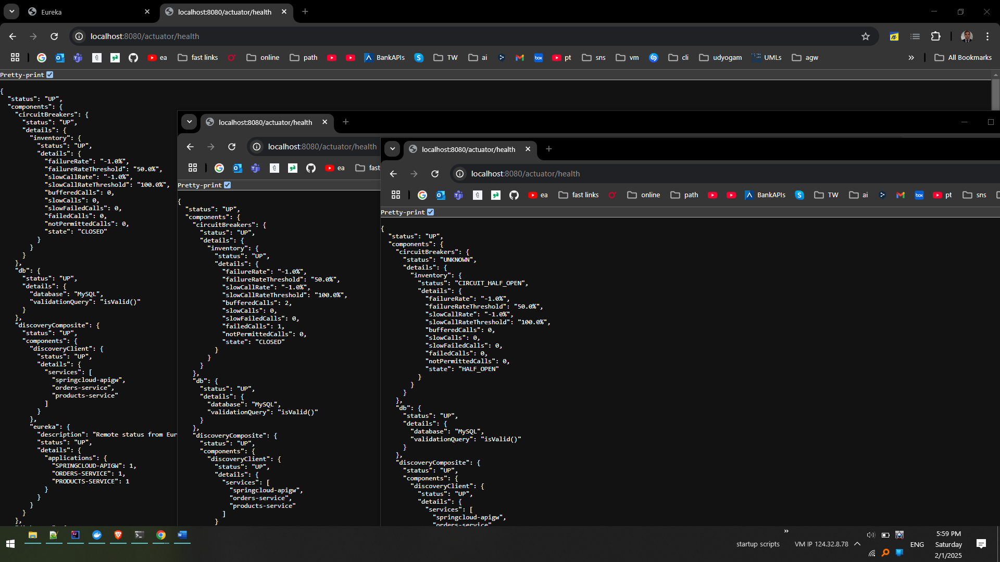 Eureka
localhost:8080/actuator/health
localhost:8080/actuator/health
ea
fast links
online
path
BankAPIs
TW
ai
pt
sns
vm
cli
udyogam
UMLs
agw
All Bookmarks
Pretty-print
{
  "status": "UP",
  "components": {
    "circuitBreakers": {
      "status": "UP",
      "details": {
        "inventory": {
          "status": "UP",
          "details": {
            "failureRate": "-1.0%",
            "failureRateThreshold": "50.0%",
            "slowCallRate": "-1.0%",
            "slowCallRateThreshold": "100.0%",
            "bufferedCalls": 0,
            "slowCalls": 0,
            "slowFailedCalls": 0,
            "failedCalls": 0,
            "notPermittedCalls": 0,
            "state": "CLOSED"
          }
        }
      }
    },
    "db": {
      "status": "UP",
      "details": {
        "database": "MySQL",
        "validationQuery": "isValid()"
      }
    },
    "discoveryComposite": {
      "status": "UP",
      "components": {
        "discoveryClient": {
          "status": "UP",
          "details": {
            "services": [
              "springcloud-apigw",
              "orders-service",
              "products-service"
            ]
          }
        },
        "eureka": {
          "description": "Remote status from Eur
          "status": "UP",
          "details": {
            "applications": {
              "SPRINGCLOUD-APIGW": 1,
              "ORDERS-SERVICE": 1,
              "PRODUCTS-SERVICE": 1
            }
          }
        }
      }
    },
localhost:8080/actuator/health
localhost:8080/actuator/health
ea
fast
Pretty-print
{
  "status": "UP",
  "components": {
    "circuitBreakers": {
      "status": "UP",
      "details": {
        "inventory": {
          "status": "UP",
          "details": {
            "failureRate": "-1.0%",
            "failureRateThreshold": "50.0%",
            "slowCallRate": "-1.0%",
            "slowCallRateThreshold": "100.0%",
            "bufferedCalls": 2,
            "slowCalls": 0,
            "slowFailedCalls": 0,
            "failedCalls": 1,
            "notPermittedCalls": 0,
            "state": "CLOSED"
          }
        }
      }
    },
    "db": {
      "status": "UP",
      "details": {
        "database": "MySQL",
        "validationQuery": "isValid()"
      }
    },
    "discoveryComposite": {
      "status": "UP",
      "components": {
        "discoveryClient": {
          "status": "UP",
          "details": {
            "services": [
              "springcloud-apigw",
              "orders-service",
              "products-service"
            ]
          }
localhost:8080/actuator/health
localhost:8080/actuator/health
ea
fast links
online
path
BankAPIs
TW
ai
pt
sns
Pretty-print
{
  "status": "UP",
  "components": {
    "circuitBreakers": {
      "status": "UNKNOWN",
      "details": {
        "inventory": {
          "status": "CIRCUIT_HALF_OPEN",
          "details": {
            "failureRate": "-1.0%",
            "failureRateThreshold": "50.0%",
            "slowCallRate": "-1.0%",
            "slowCallRateThreshold": "100.0%",
            "bufferedCalls": 0,
            "slowCalls": 0,
            "slowFailedCalls": 0,
            "failedCalls": 0,
            "notPermittedCalls": 0,
            "state": "HALF_OPEN"
          }
        }
      }
    },
    "db": {
      "status": "UP",
      "details": {
        "database": "MySQL",
        "validationQuery": "isValid()"
      }
    },
    "discoveryComposite": {
      "status": "UP",
      "components": {
        "discoveryClient": {
          "status": "UP",
          "details": {
            "services": [
              "springcloud-apigw",
              "orders-service"
startup scripts
VM IP 124.32.8.78
ENG
5:59 PM
Saturday
2/1/2025